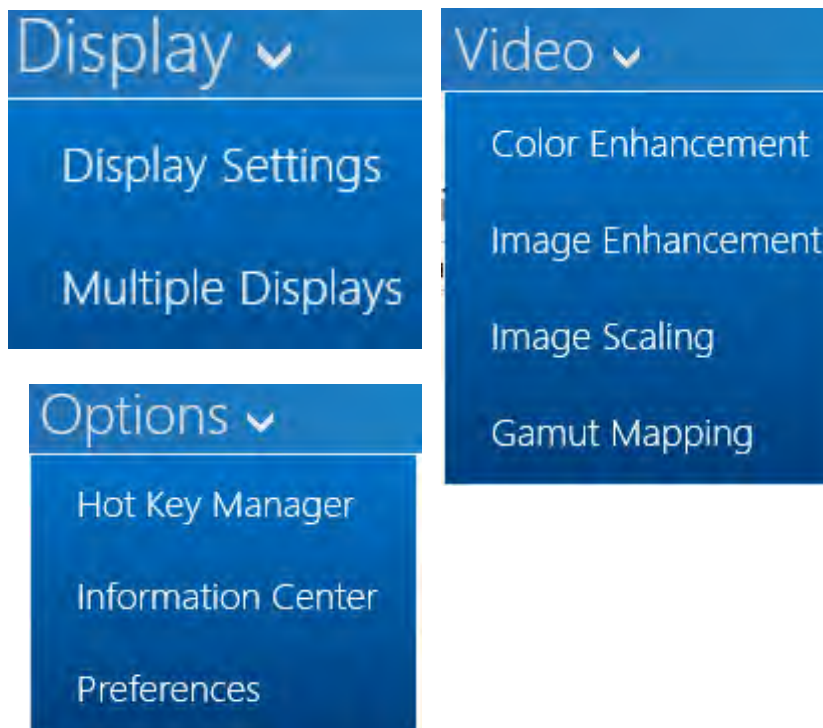 Display
Display Settings
Multiple Displays
Video
Color Enhancement
Image Enhancement
Image Scaling
Gamut Mapping
Options
Hot Key Manager
Information Center
Preferences